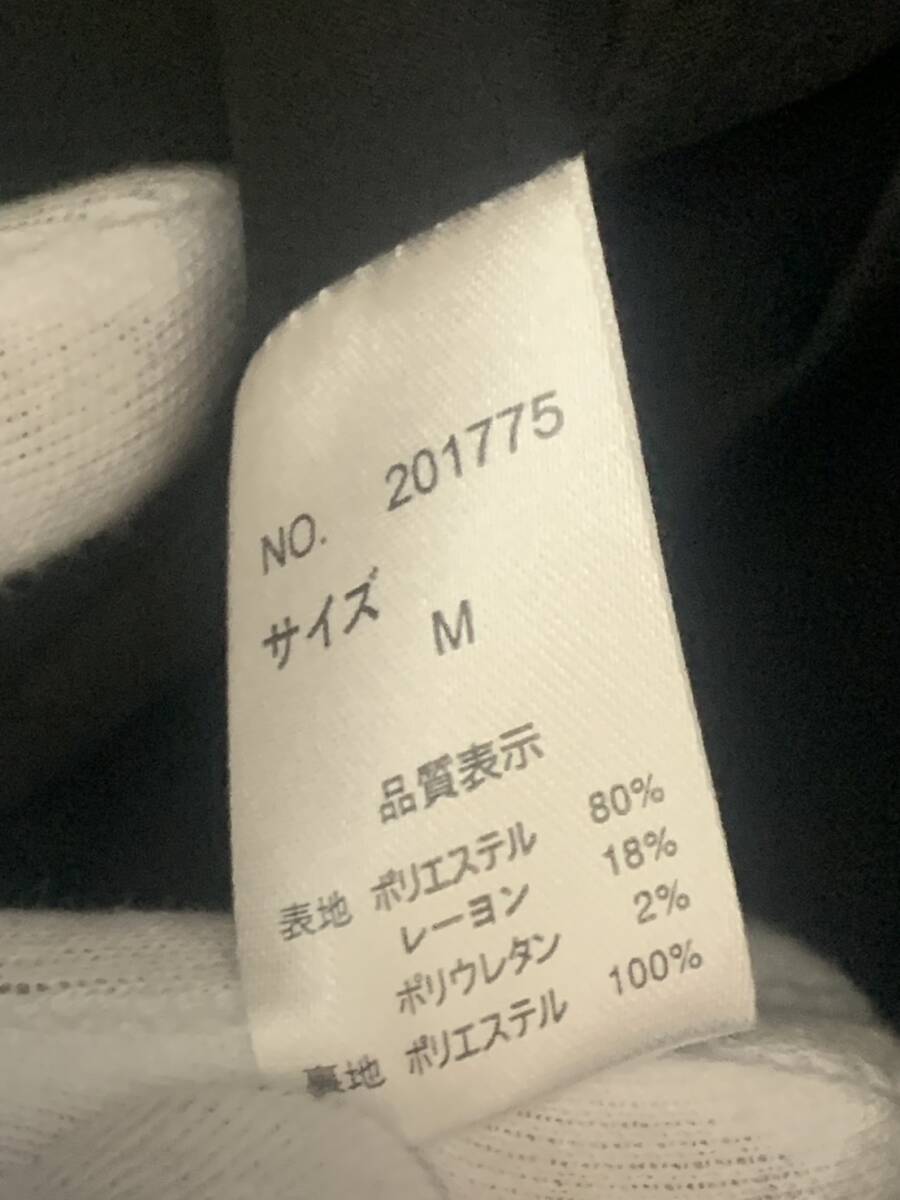 NO. 201775
サイズ M
品質表示
表地 ポリエステル 80%
レーヨン 18%
ポリウレタン 2%
裏地 ポリエステル 100%